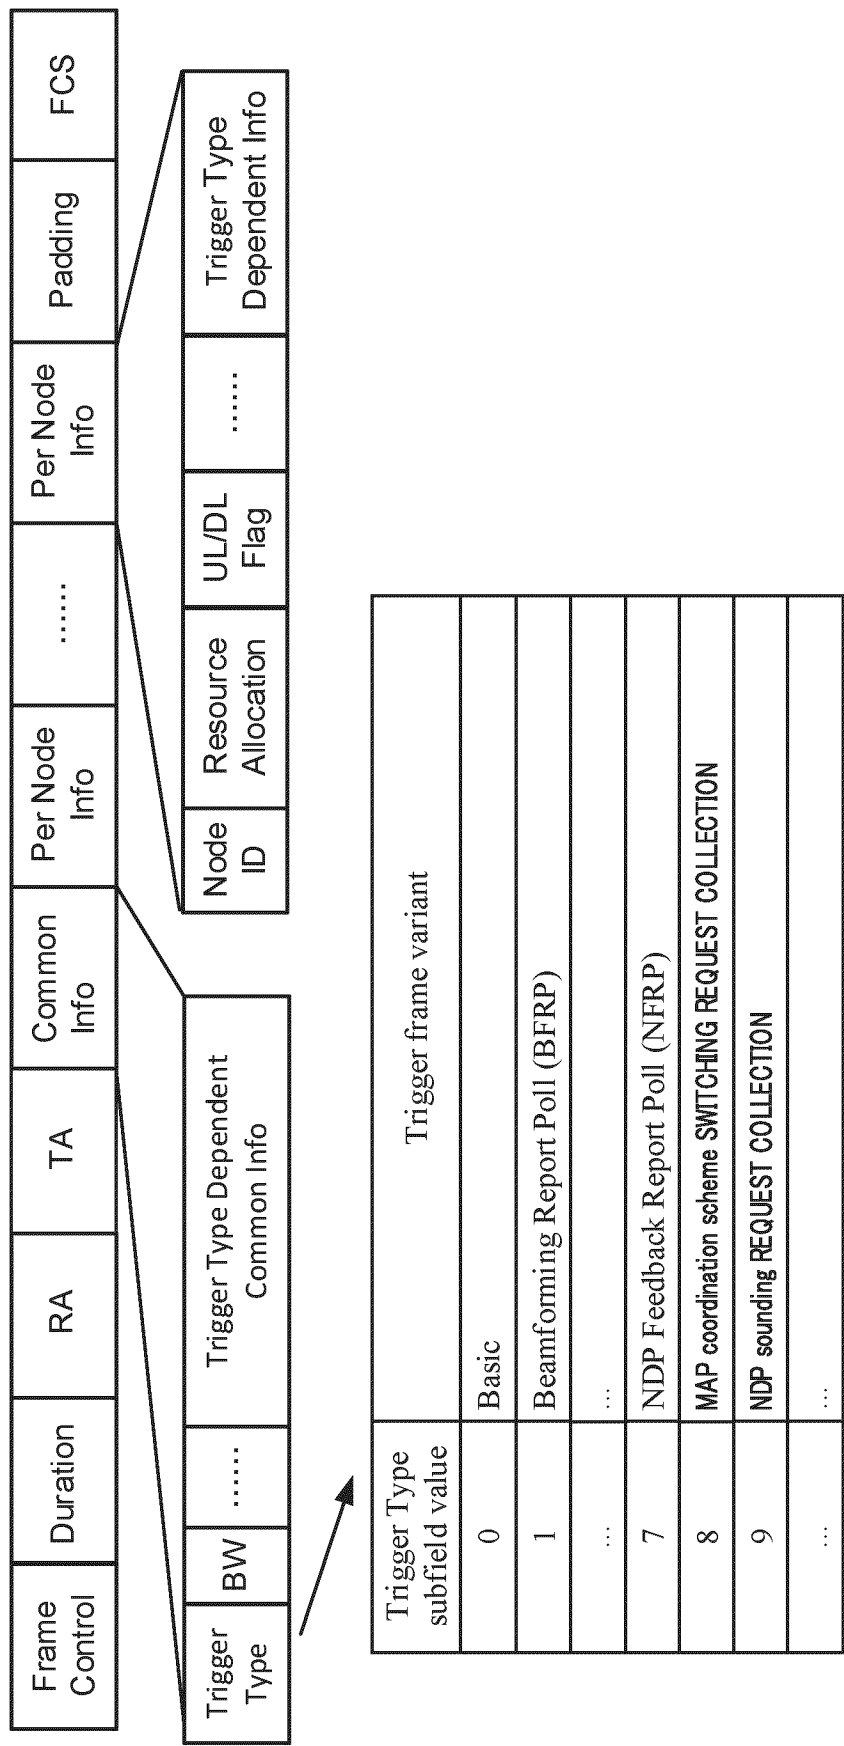 Frame
Control
Duration
RA
TA
Common
Info
Per Node
Info
......
Per Node
Info
Padding
FCS
Trigger
Type
BW
......
Trigger Type Dependent
Common Info
Node
ID
Resource
Allocation
UL/DL
Flag
......
Trigger Type
Dependent Info
Trigger Type
subfield value
Trigger frame variant
0
Basic
1
Beamforming Report Poll (BFRP)
...
...
7
NDP Feedback Report Poll (NFRP)
8
MAP coordination scheme SWITCHING REQUEST COLLECTION
9
NDP sounding REQUEST COLLECTION
...
...